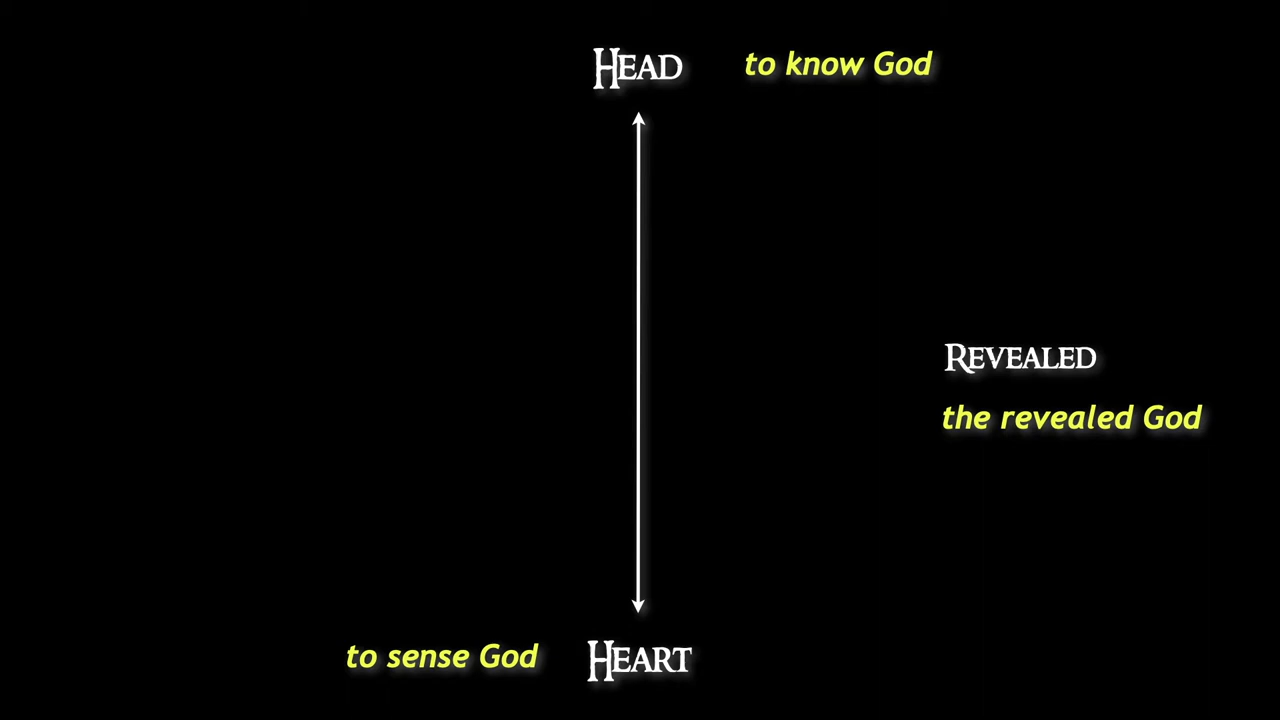 HEAD to know God
REVEALED
the revealed God
to sense God HEART